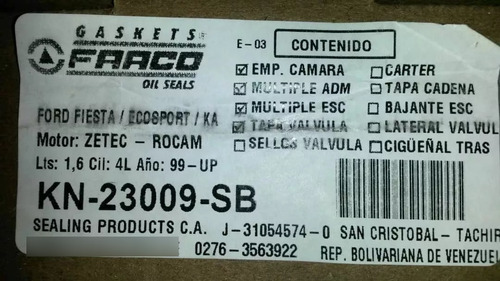 GASKETS
FRACO
OIL SEALS
E-03 CONTENIDO
EMP. CAMARA CARTER
MULTIPLE ADM TAPA CADENA
MULTIPLE ESC BAJANTE ESC
TAPA VALVULA LATERAL VALVUL
SELLOS VALVULA CIGÜEÑAL TRAS
FORD FIESTA / ECOSPORT / KA
Motor: ZETEC - ROCAM
Lts: 1,6 Cil: 4L Año: 99-UP
KN-23009-SB
SEALING PRODUCTS C.A. J-31054574-0 SAN CRISTOBAL - TACHIR
0276-3563922 REP. BOLIVARIANA DE VENEZUEL